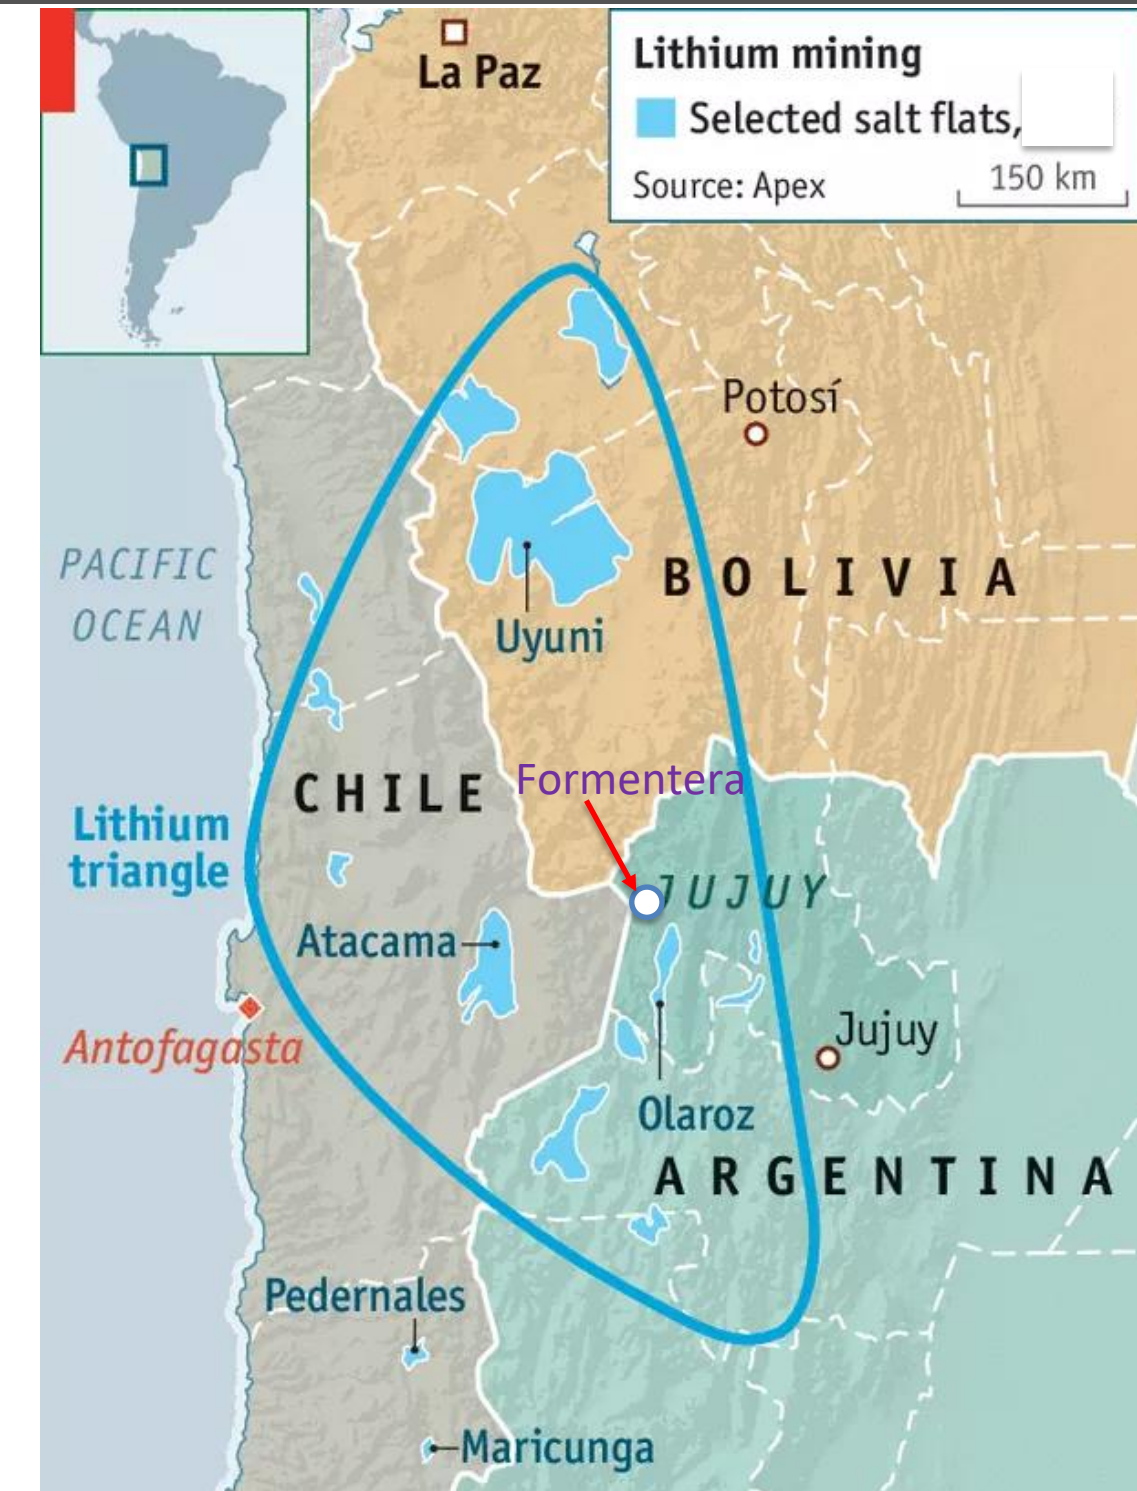 Lithium mining
Selected salt flats,
Source: Apex
150 km
La Paz
Potosí
PACIFIC
OCEAN
BOLIVIA
Uyuni
Formentera
CHILE
Lithium
triangle
JUJUY
Atacama
Antofagasta
Jujuy
Olaroz
ARGENTINA
Pedernales
Maricunga